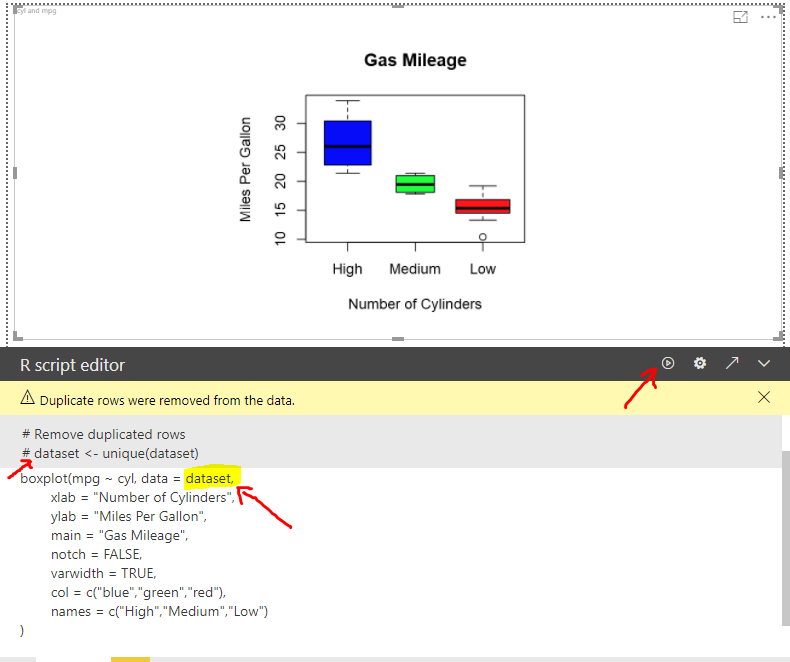 cyl and mpg
Gas Mileage
Miles Per Gallon
30
25
20
15
10
High Medium Low
Number of Cylinders
R script editor
Duplicate rows were removed from the data.
# Remove duplicated rows
# dataset <- unique(dataset)
boxplot(mpg ~ cyl, data = dataset,
xlab = "Number of Cylinders",
ylab = "Miles Per Gallon",
main = "Gas Mileage",
notch = FALSE,
varwidth = TRUE,
col = c("blue","green","red"),
names = c("High","Medium","Low")
)